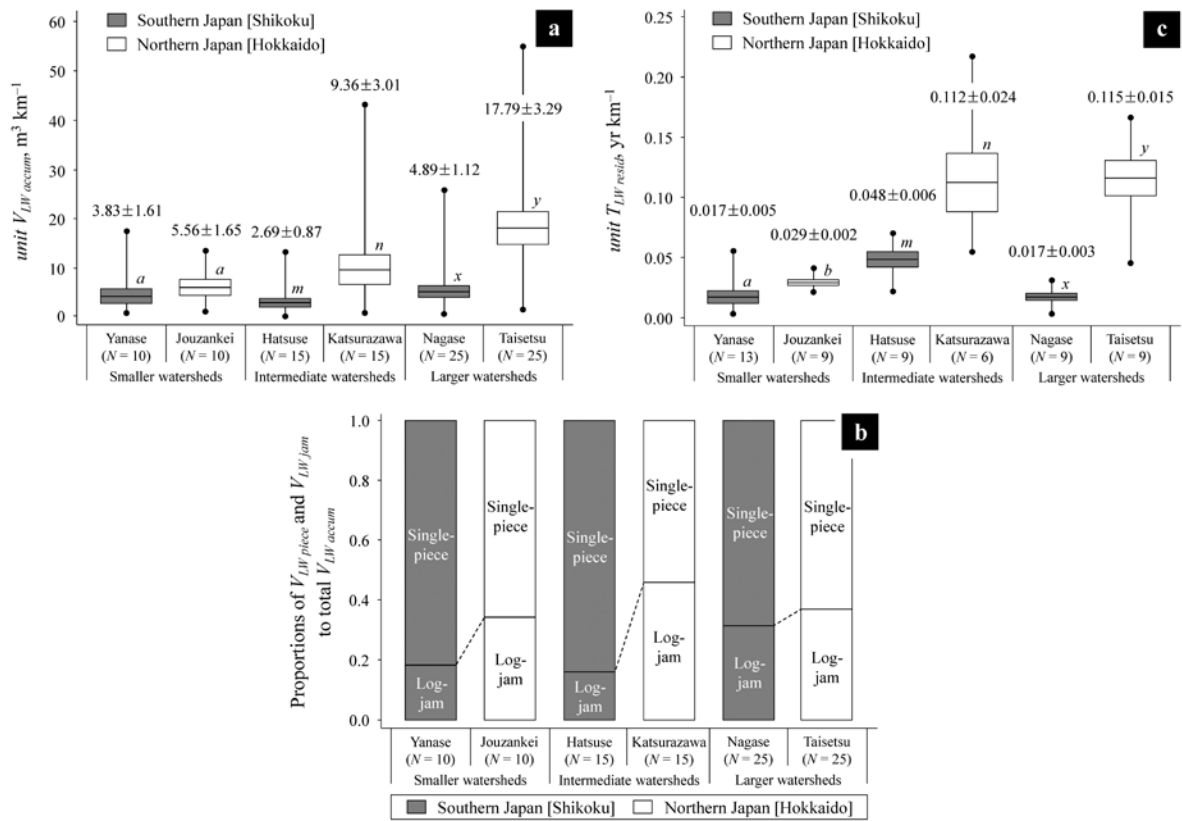 Southern Japan [Shikoku]
Northern Japan [Hokkaido]
a
unit V_LW accum, m³ km⁻¹
60
50
40
30
20
10
0
3.83±1.61
5.56±1.65
2.69±0.87
9.36±3.01
4.89±1.12
17.79±3.29
a
a
m
n
x
y
Yanase Jouzankei Hatsuse Katsurazawa Nagase Taisetsu
(N = 10) (N = 10) (N = 15) (N = 15) (N = 25) (N = 25)
Smaller watersheds Intermediate watersheds Larger watersheds
Southern Japan [Shikoku]
Northern Japan [Hokkaido]
c
unit T_LW resid, yr km⁻¹
0.25
0.20
0.15
0.10
0.05
0.00
0.017±0.005
0.029±0.002
0.048±0.006
0.112±0.024
0.017±0.003
0.115±0.015
a
b
m
n
x
y
Yanase Jouzankei Hatsuse Katsurazawa Nagase Taisetsu
(N = 13) (N = 9) (N = 9) (N = 6) (N = 9) (N = 9)
Smaller watersheds Intermediate watersheds Larger watersheds
b
Proportions of V_LW piece and V_LW jam
to total V_LW accum
1.0
0.8
0.6
0.4
0.2
0.0
Single-
piece
Log-
jam
Single-
piece
Log-
jam
Single-
piece
Log-
jam
Single-
piece
Log-
jam
Single-
piece
Log-
jam
Single-
piece
Log-
jam
Yanase Jouzankei Hatsuse Katsurazawa Nagase Taisetsu
(N = 10) (N = 10) (N = 15) (N = 15) (N = 25) (N = 25)
Smaller watersheds Intermediate watersheds Larger watersheds
Southern Japan [Shikoku] Northern Japan [Hokkaido]